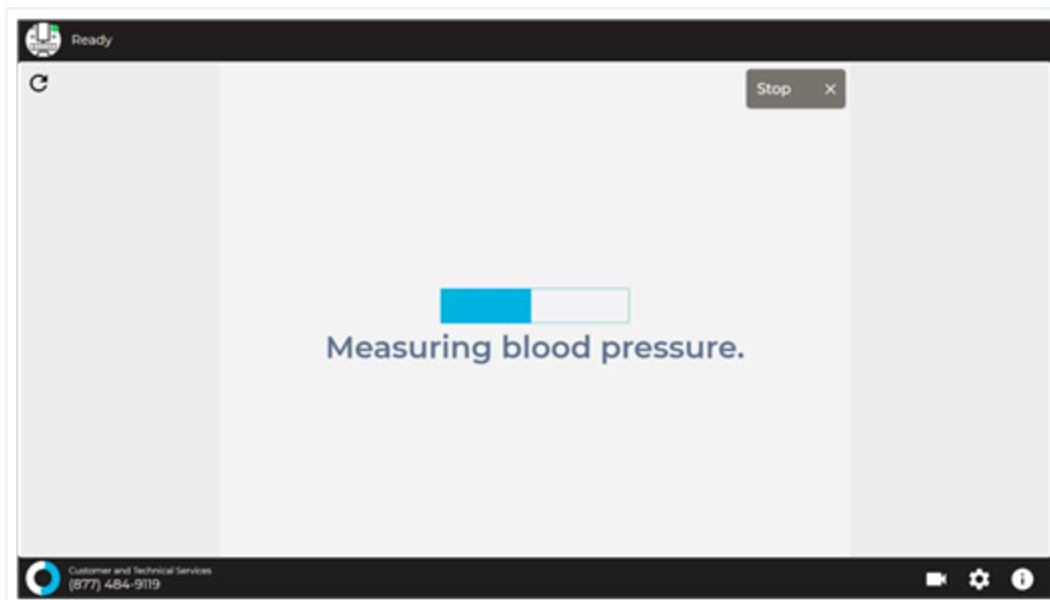 Ready
Stop
Measuring blood pressure.
Customer and Technical Services
(877) 484-9119